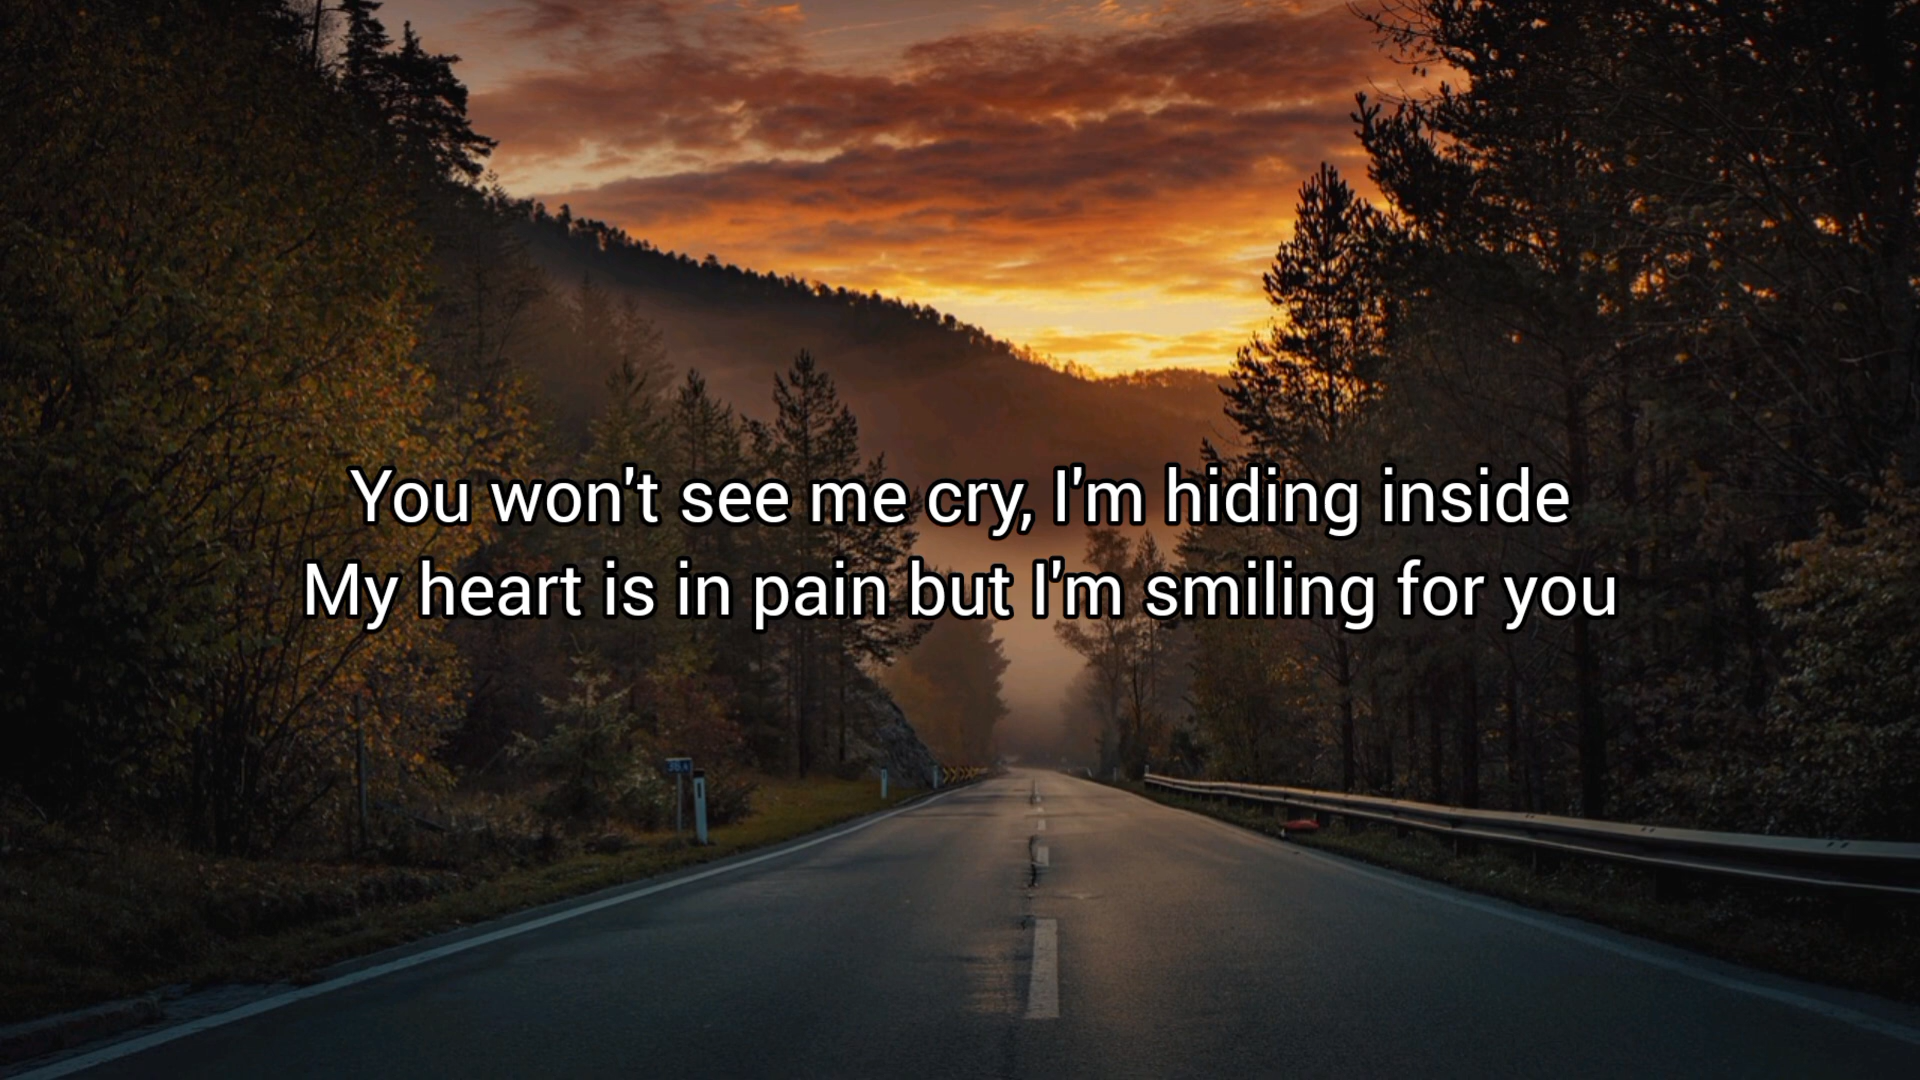 You won't see me cry, I'm hiding inside
My heart is in pain but I'm smiling for you